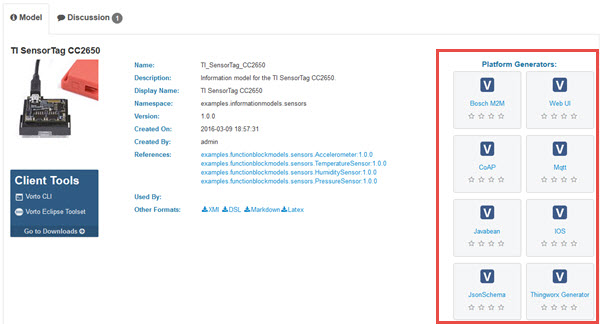 Model
Discussion 1
TI SensorTag CC2650
Name: TI_SensorTag_CC2650
Description: Information model for the TI SensorTag CC2650.
Display Name: TI SensorTag CC2650
Namespace: examples.informationmodels.sensors
Version: 1.0.0
Created On: 2016-03-09 18:57:31
Created By: admin
References: examples.functionblockmodels.sensors.Accelerometer:1.0.0
examples.functionblockmodels.sensors.TemperatureSensor:1.0.0
examples.functionblockmodels.sensors.HumiditySensor:1.0.0
examples.functionblockmodels.sensors.PressureSensor:1.0.0
Used By:
Other Formats: XMI DSL Markdown Latex
Client Tools
Vorto CLI
Vorto Eclipse Toolset
Go to Downloads
Platform Generators:
V V
Bosch M2M Web UI
V V
CoAP Mqtt
V V
Javabean IOS
V V
JsonSchema Thingworx Generator